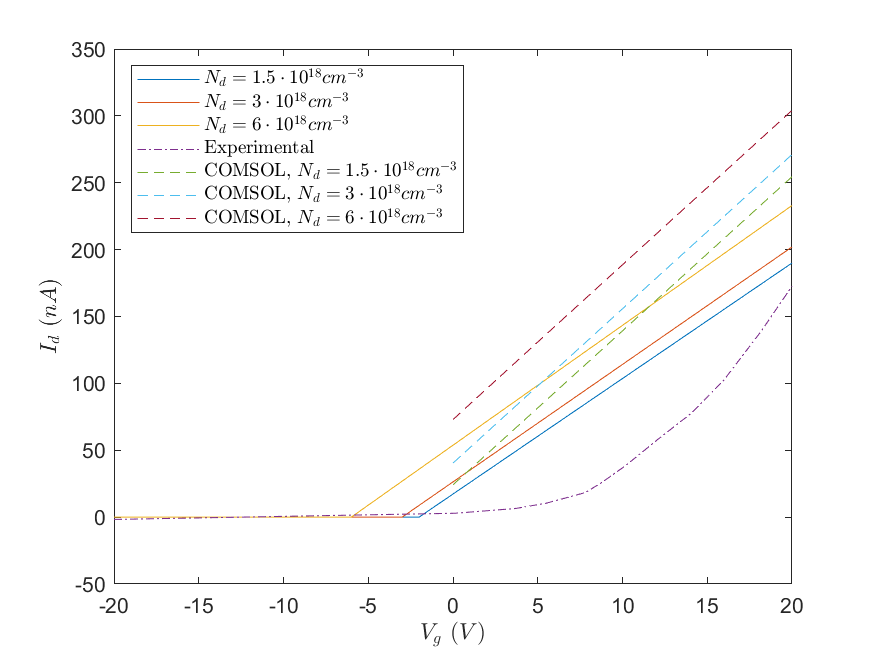 350
300
250
200
150
100
50
0
-50
-20
-15
-10
-5
0
5
10
15
20
I_d (nA)
V_g (V)
N_d = 1.5 · 10^18 cm^−3
N_d = 3 · 10^18 cm^−3
N_d = 6 · 10^18 cm^−3
Experimental
COMSOL, N_d = 1.5 · 10^18 cm^−3
COMSOL, N_d = 3 · 10^18 cm^−3
COMSOL, N_d = 6 · 10^18 cm^−3